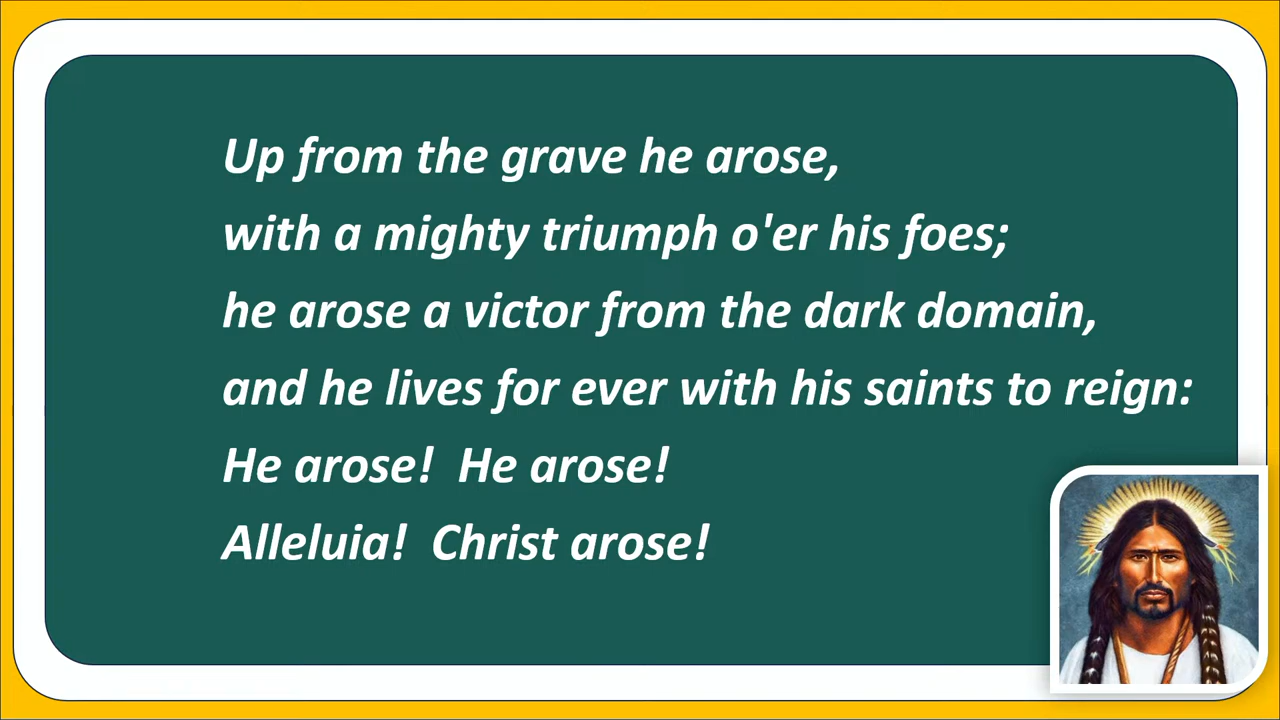 Up from the grave he arose,
with a mighty triumph o'er his foes;
he arose a victor from the dark domain,
and he lives for ever with his saints to reign:
He arose!  He arose!
Alleluia!  Christ arose!